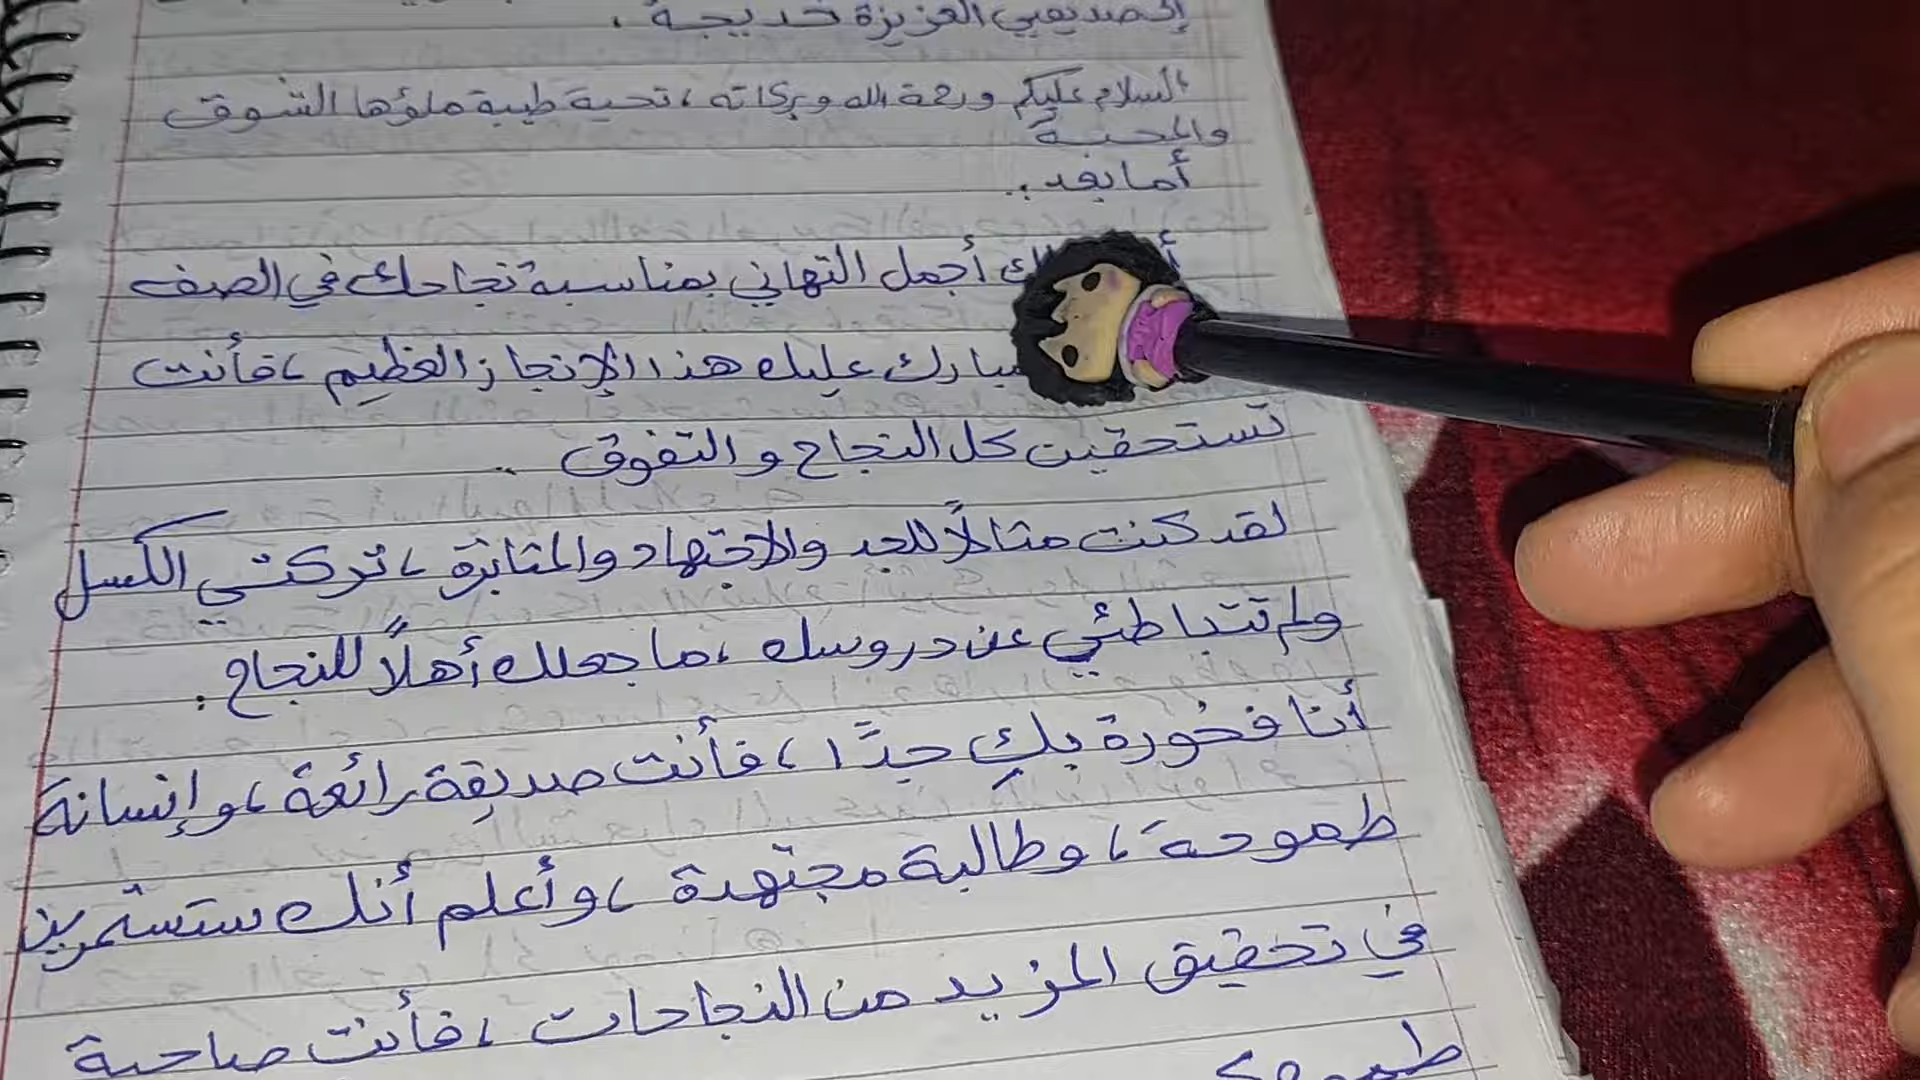 إلى صديقتي العزيزة خديجة .
السلام عليكم ورحمة الله وبركاته ، تحية طيبة ملؤها الشوق
والمحبة
أما بعد ..
أجمل التهاني بمناسبة نجاحك في الصف
عليك هذا الإنجاز العظيم ، فأنت
تستحقين كل النجاح والتفوق .
لقد كنت مثالاً للجد والاجتهاد والمثابرة ، تركتي الكسل
ولم تتباطئي عن دروسك ، ما جعلك أهلاً للنجاح .
أنا فخورة بكِ جدًا ، فأنت صديقة رائعة ، وإنسانة
طموحة ، وطالبة مجتهدة ، وأعلم أنك ستستمرين
في تحقيق المزيد من النجاحات ، فأنت صاحبة